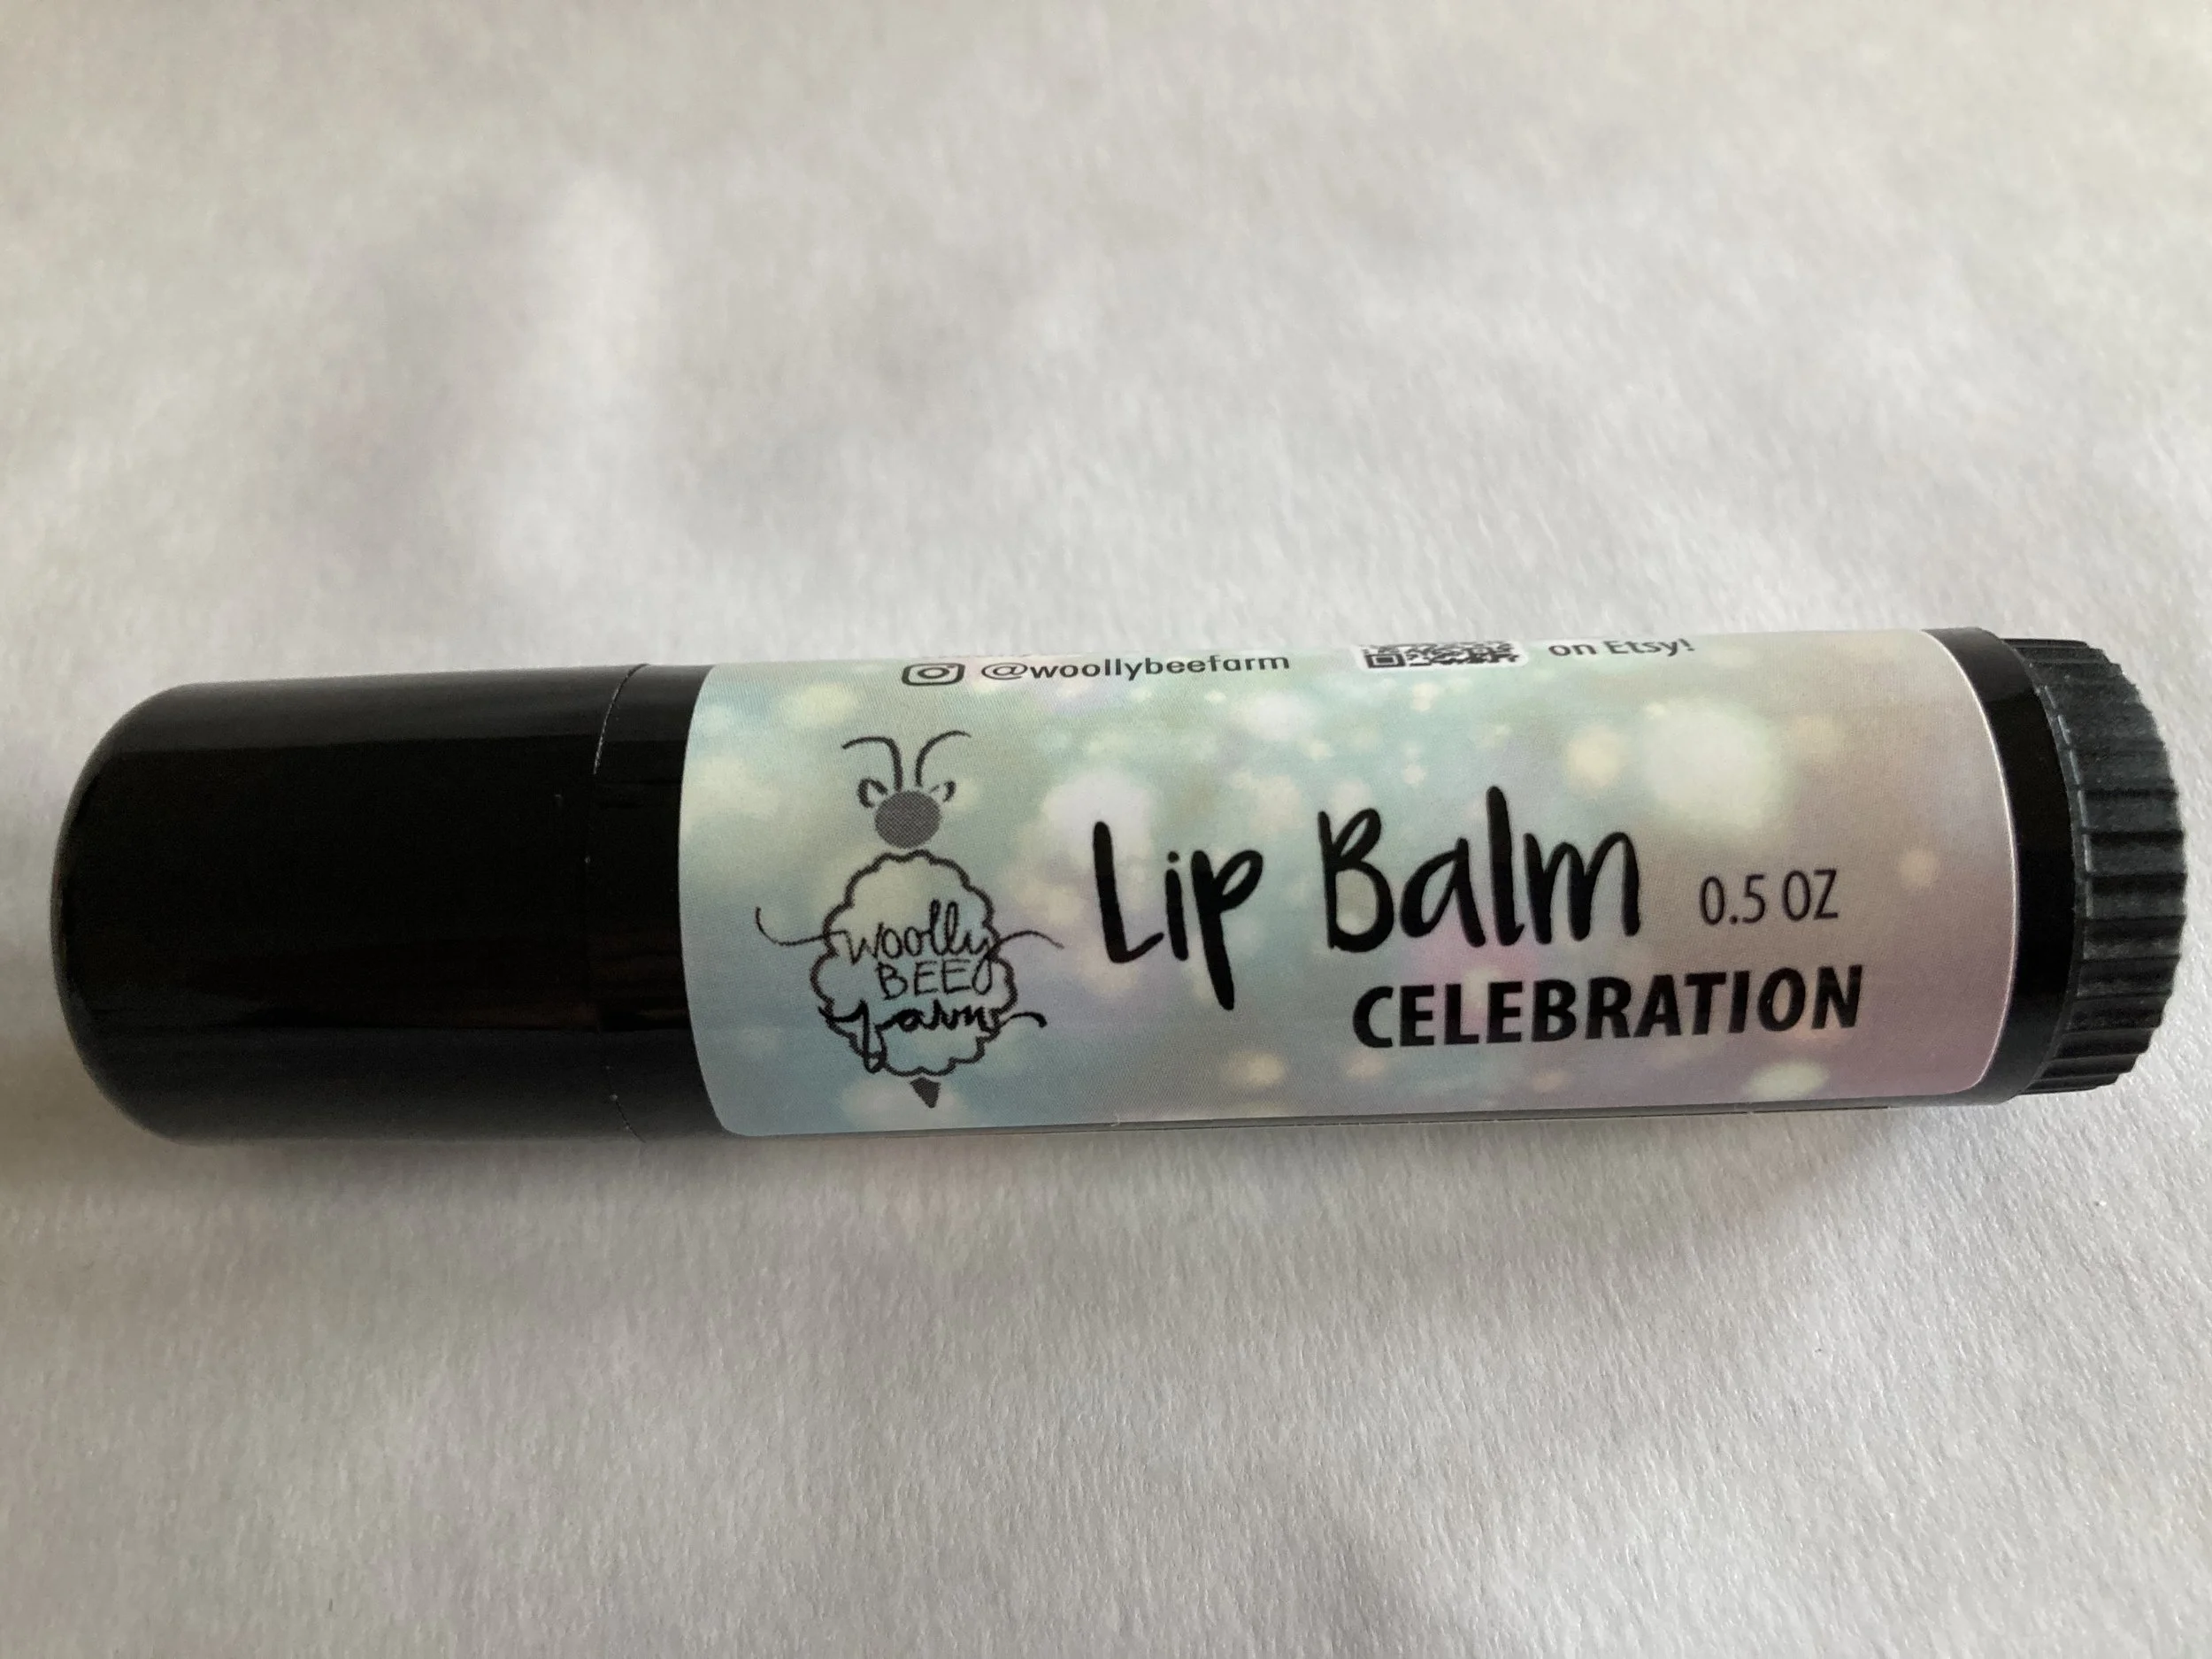 @woollybeefarm
on Etsy!
woolly
BEE
farm
Lip Balm 0.5 OZ
CELEBRATION